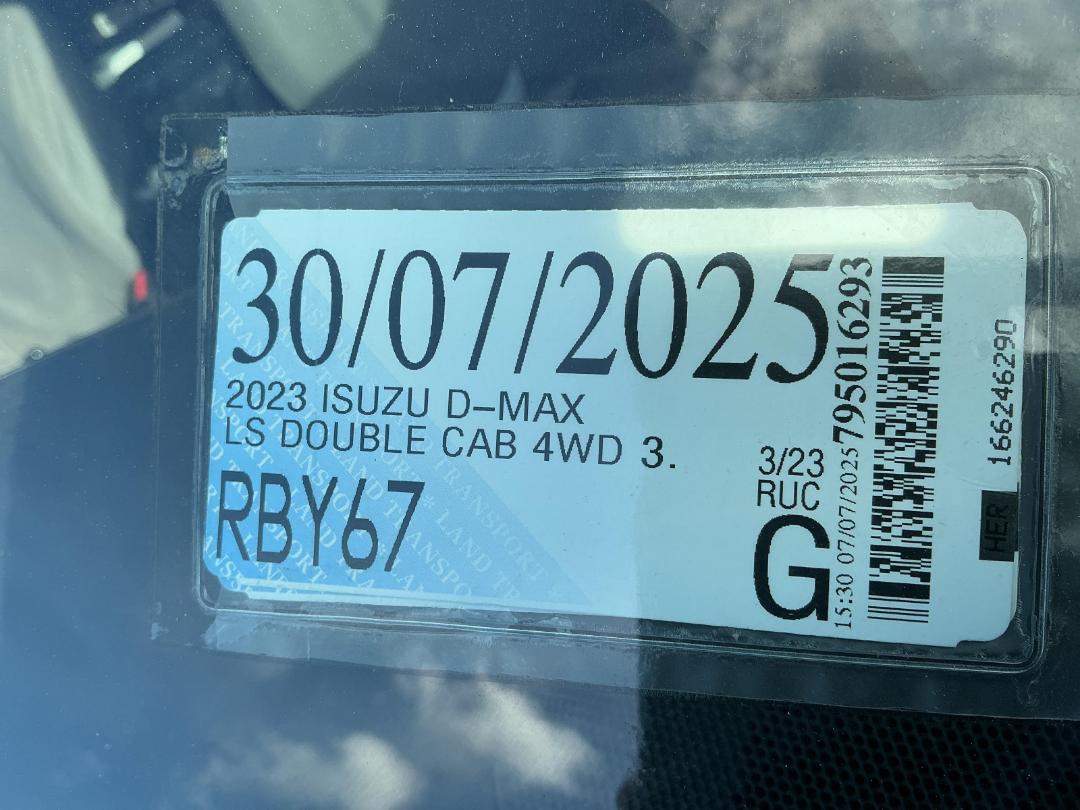 30/07/2025
2023 ISUZU D-MAX
LS DOUBLE CAB 4WD 3.
RBY67
3/23
RUC
G
15:30 07/07/2025 795016293
166246290
HER